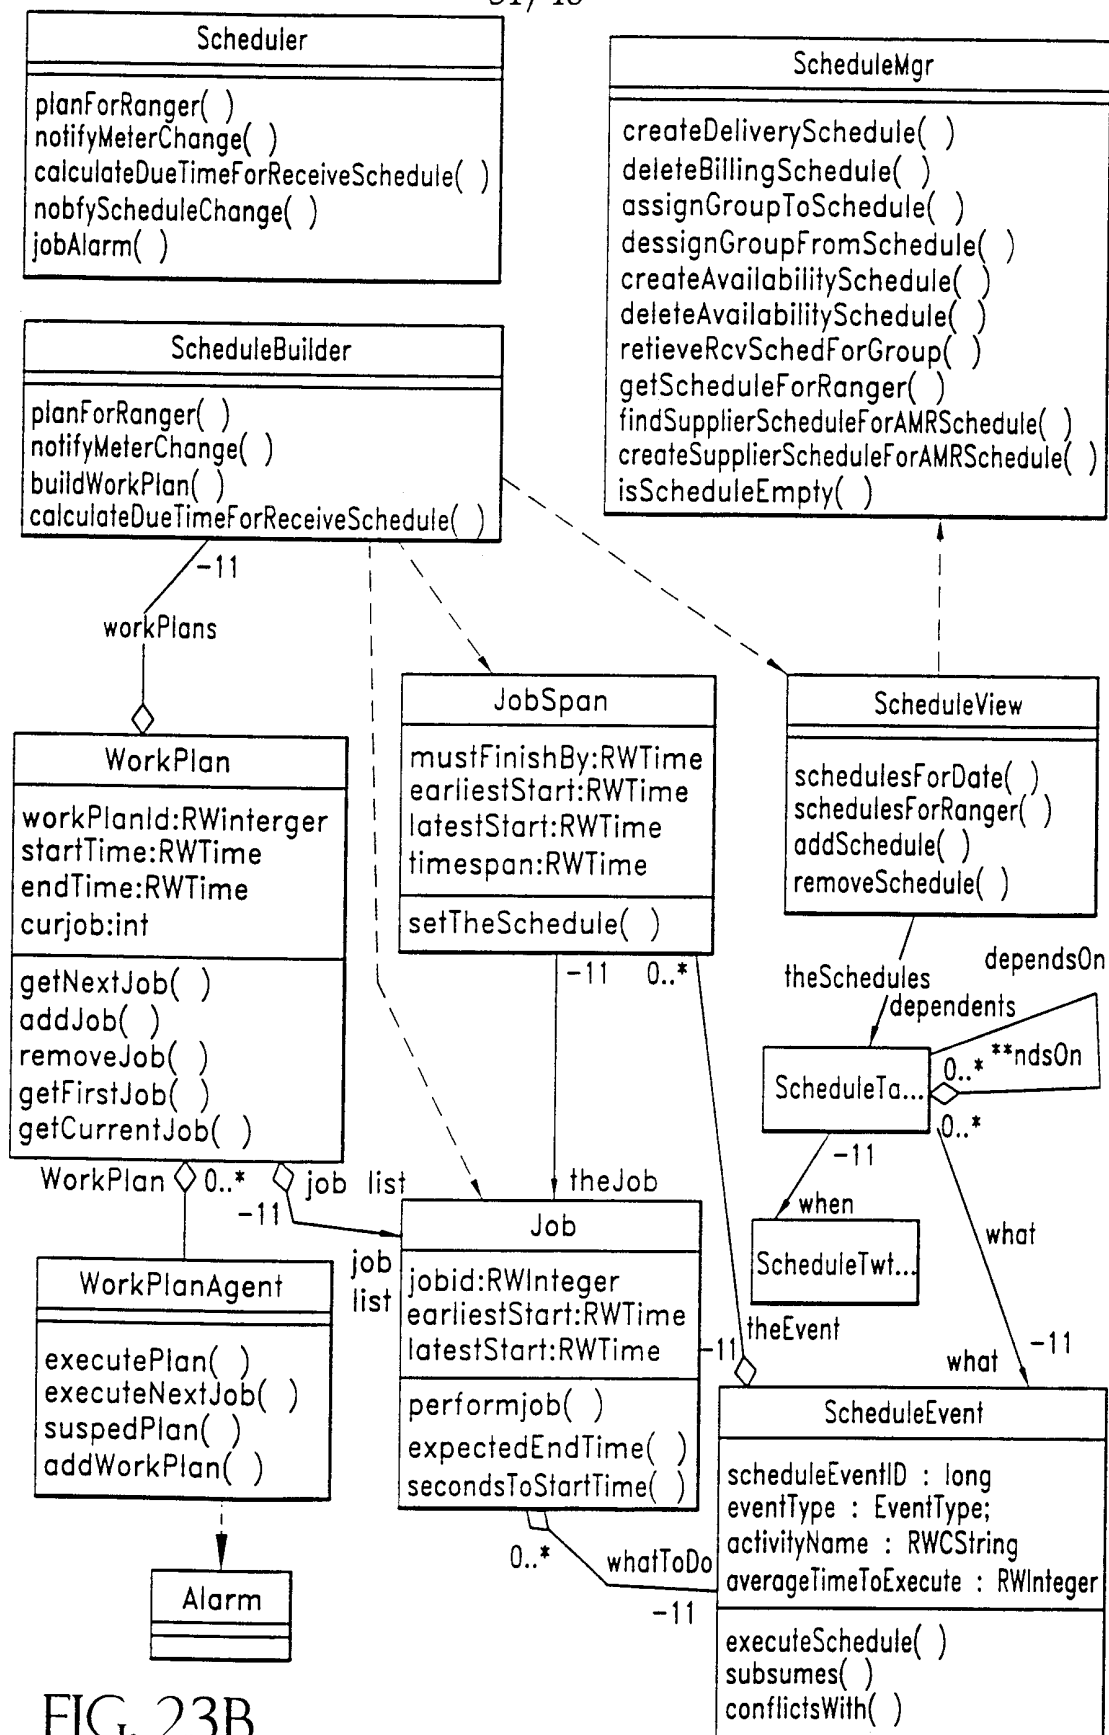 Scheduler
planForRanger( )
notifyMeterChange( )
calculateDueTimeForReceiveSchedule( )
nobfyScheduleChange( )
jobAlarm( )
ScheduleMgr
createDeliverySchedule( )
deleteBillingSchedule( )
assignGroupToSchedule( )
dessignGroupFromSchedule( )
createAvailabilitySchedule( )
deleteAvailabilitySchedule( )
retieveRcvSchedForGroup( )
getScheduleForRanger( )
findSupplierScheduleForAMRSchedule( )
createSupplierScheduleForAMRSchedule( )
isScheduleEmpty( )
ScheduleBuilder
planForRanger( )
notifyMeterChange( )
buildWorkPlan( )
calculateDueTimeForReceiveSchedule( )
-11
workPlans
WorkPlan
workPlanId:RWinterger
startTime:RWTime
endTime:RWTime
curjob:int
getNextJob( )
addJob( )
removeJob( )
getFirstJob( )
getCurrentJob( )
JobSpan
mustFinishBy:RWTime
earliestStart:RWTime
latestStart:RWTime
timespan:RWTime
setTheSchedule( )
ScheduleView
schedulesForDate( )
schedulesForRanger( )
addSchedule( )
removeSchedule( )
-11 0..*
theSchedules
dependsOn
dependents
0..* **ndsOn
ScheduleTa...
0..*
-11
when
what
ScheduleTwt...
WorkPlan 0..* job list
-11
theJob
job
list
Job
jobid:RWInteger
earliestStart:RWTime
latestStart:RWTime
performjob( )
expectedEndTime( )
secondsToStartTime( )
WorkPlanAgent
executePlan( )
executeNextJob( )
suspedPlan( )
addWorkPlan( )
Alarm
theEvent
-11
what
-11
ScheduleEvent
scheduleEventID : long
eventType : EventType;
activityName : RWCString
averageTimeToExecute : RWInteger
executeSchedule( )
subsumes( )
conflictsWith( )
0..* whatToDo
-11
FIG. 23B